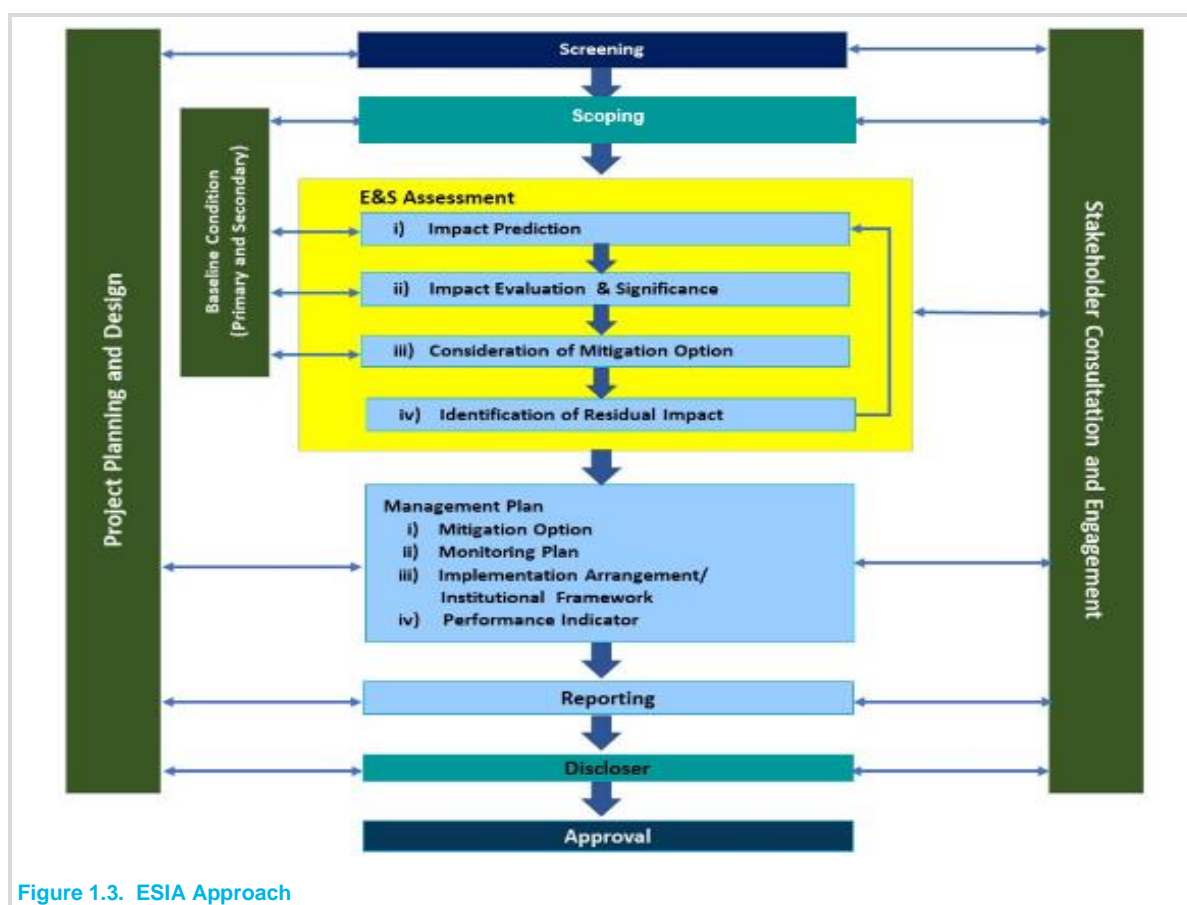 Screening
Scoping
Project Planning and Design
Baseline Condition
(Primary and Secondary)
E&S Assessment
i) Impact Prediction
ii) Impact Evaluation & Significance
iii) Consideration of Mitigation Option
iv) Identification of Residual Impact
Stakeholder Consultation and Engagement
Management Plan
i) Mitigation Option
ii) Monitoring Plan
iii) Implementation Arrangement/
Institutional Framework
iv) Performance Indicator
Reporting
Discloser
Approval
Figure 1.3. ESIA Approach